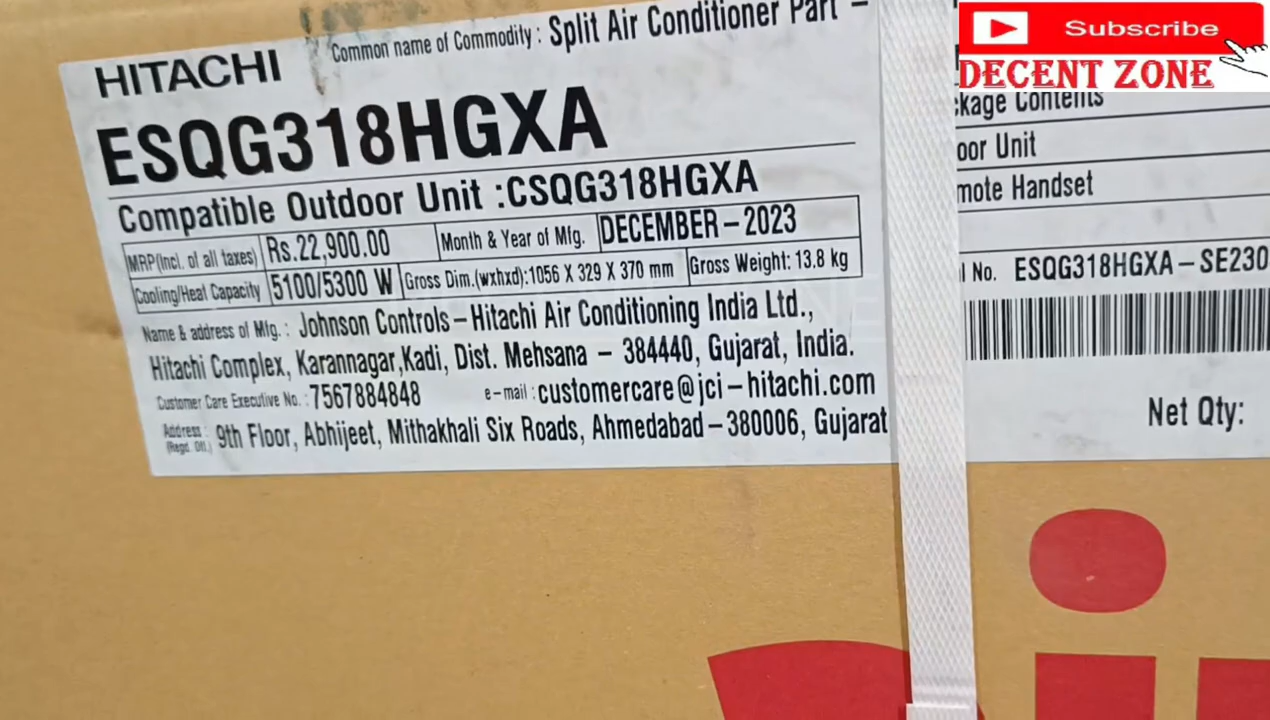 HITACHI
Common name of Commodity : Split Air Conditioner Part –
ESQG318HGXA
Compatible Outdoor Unit :CSQG318HGXA
MRP(Incl. of all taxes) Rs.22,900.00 Month & Year of Mfg. DECEMBER – 2023
Cooling/Heat Capacity 5100/5300 W Gross Dim.(wxhxd):1056 X 329 X 370 mm Gross Weight: 13.8 kg
Name & address of Mfg. : Johnson Controls – Hitachi Air Conditioning India Ltd.,
Hitachi Complex, Karannagar,Kadi, Dist. Mehsana – 384440, Gujarat, India.
Customer Care Executive No. :7567884848 e-mail :customercare@jci-hitachi.com
Address : (Regd. Off.) 9th Floor, Abhijeet, Mithakhali Six Roads, Ahmedabad – 380006, Gujarat
Subscribe
DECENT ZONE
ckage Contents
oor Unit
mote Handset
l No. ESQG318HGXA – SE230
Net Qty: